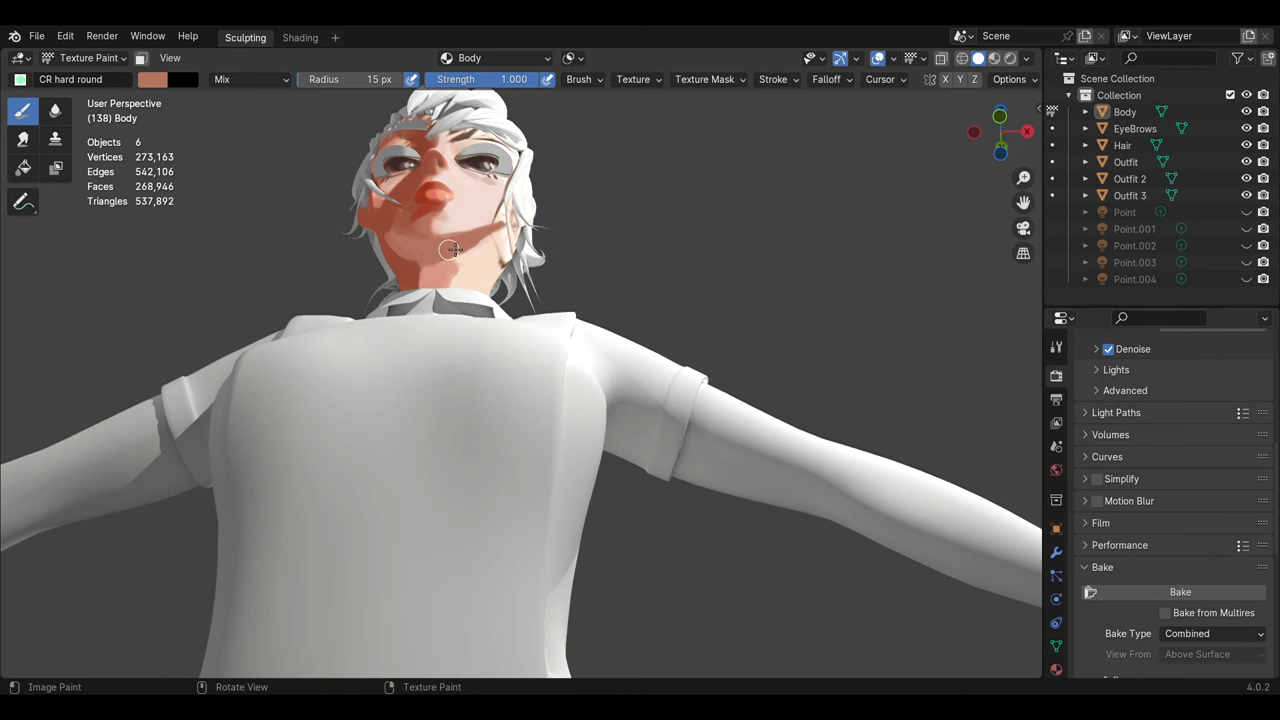 File Edit Render Window Help Sculpting Shading + Scene ViewLayer
Texture Paint View Body
CR hard round Mix Radius 15 px Strength 1.000 Brush Texture Texture Mask Stroke Falloff Cursor X Y Z Options
User Perspective
(138) Body
Objects 6
Vertices 273,163
Edges 542,106
Faces 268,946
Triangles 537,892
X
Scene Collection
Collection
Body
EyeBrows
Hair
Outfit
Outfit 2
Outfit 3
Point
Point.001
Point.002
Point.003
Point.004
Denoise
Lights
Advanced
Light Paths
Volumes
Curves
Simplify
Motion Blur
Film
Performance
Bake
Bake
Bake from Multires
Bake Type Combined
View From Above Surface
Image Paint Rotate View Texture Paint 4.0.2